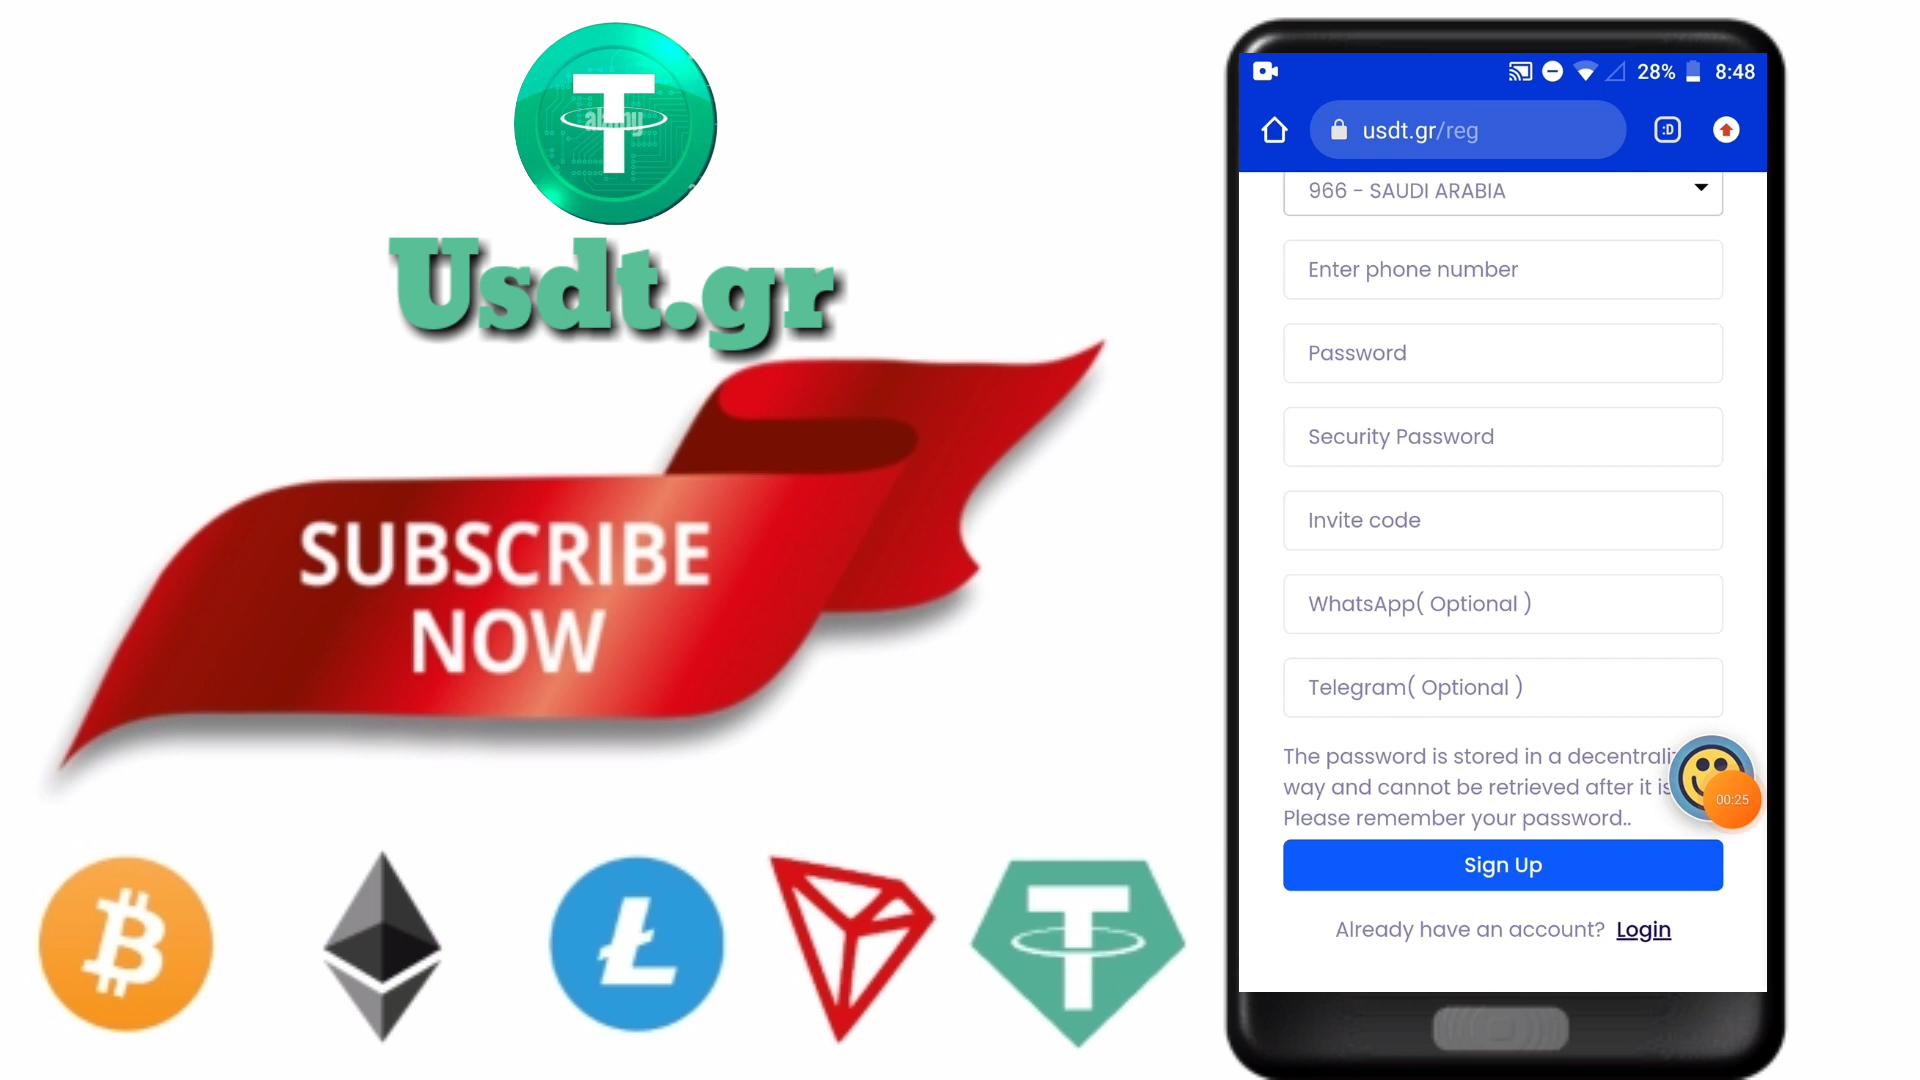 Usdt.gr
SUBSCRIBE
NOW
28% 8:48
usdt.gr/reg
:D
966 - SAUDI ARABIA
Enter phone number
Password
Security Password
Invite code
WhatsApp( Optional )
Telegram( Optional )
The password is stored in a
way and cannot be retrieved after it is
Please remember your password..
00:25
Sign Up
Already have an account? Login